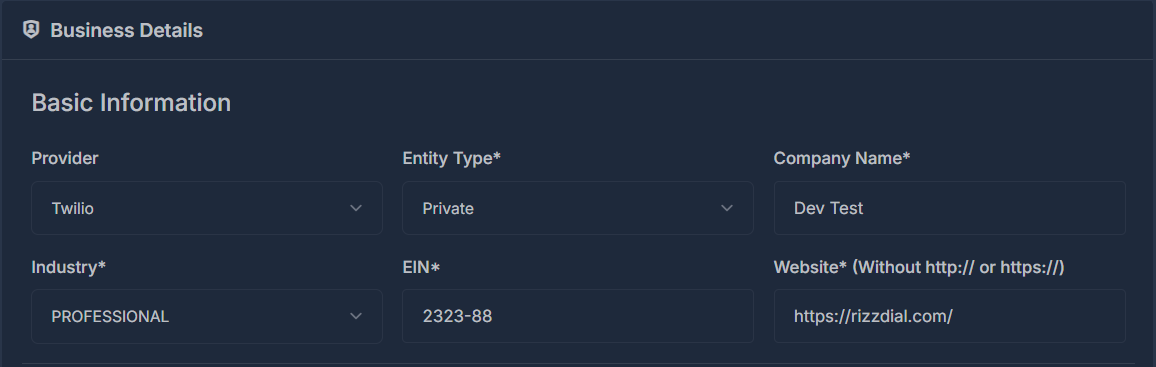 Business Details
Basic Information
Provider Entity Type* Company Name*
Twilio Private Dev Test
Industry* EIN* Website* (Without http:// or https://)
PROFESSIONAL 2323-88 https://rizzdial.com/